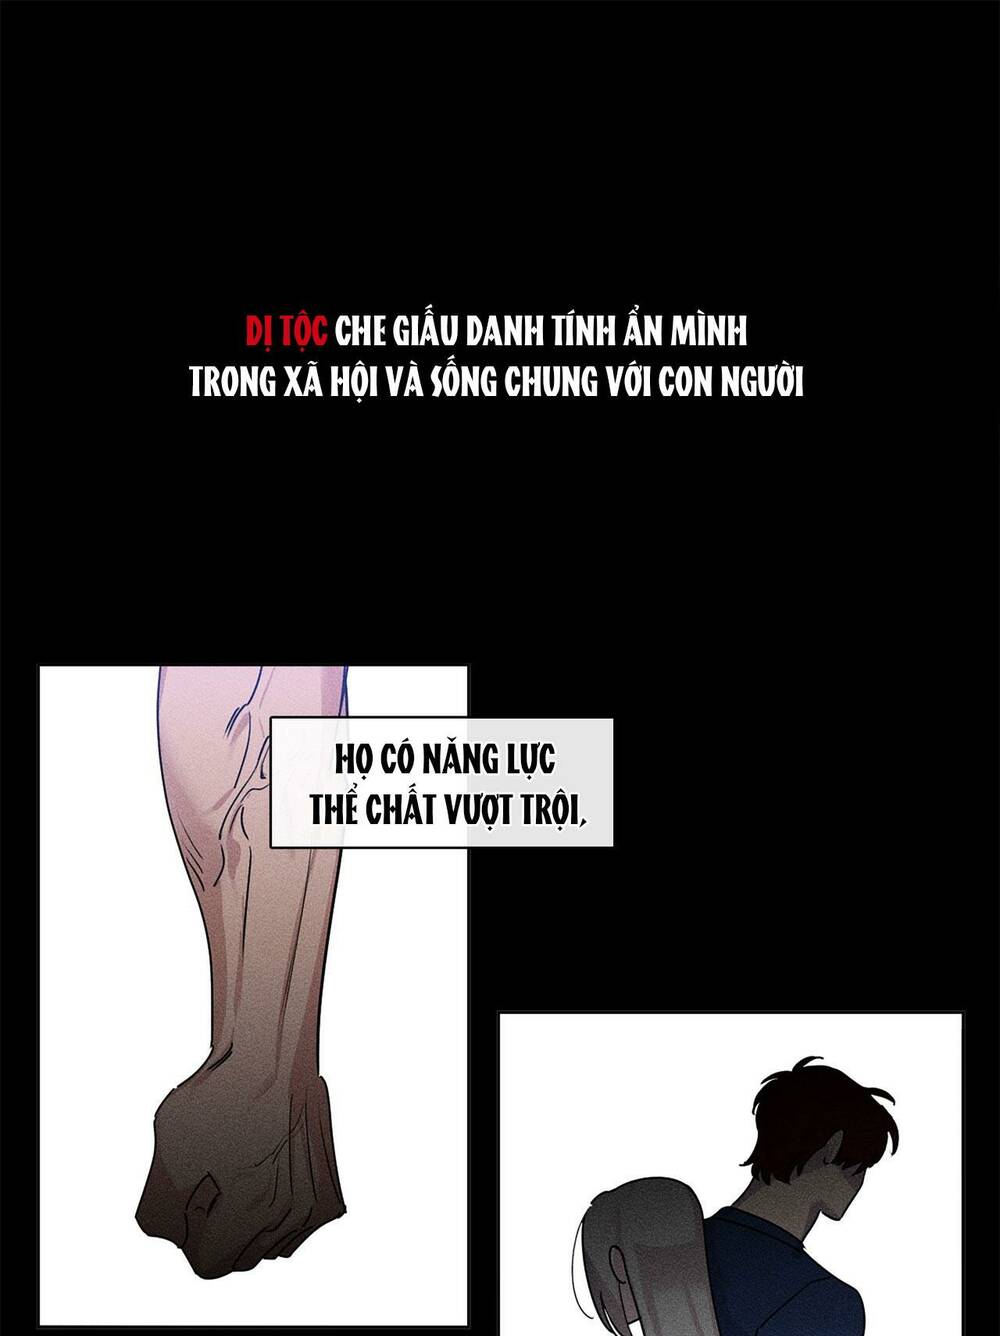 DỊ TỘC CHE GIẤU DANH TÍNH ẨN MÌNH
TRONG XÃ HỘI VÀ SỐNG CHUNG VỚI CON NGƯỜI
HỌ CÓ NĂNG LỰC
THỂ CHẤT VƯỢT TRỘI,